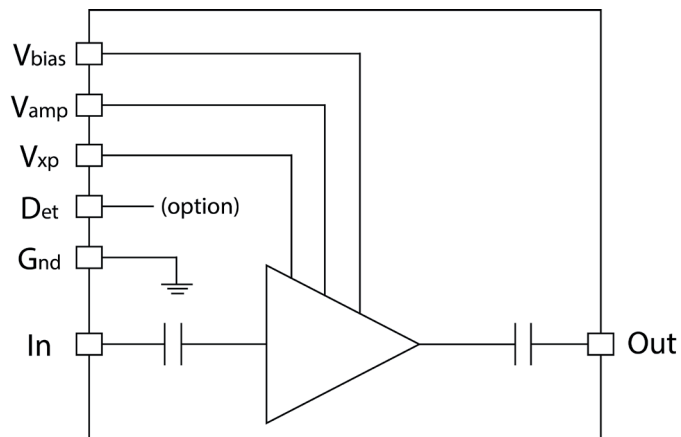 Vbias
Vamp
Vxp
Det (option)
Gnd
In
Out